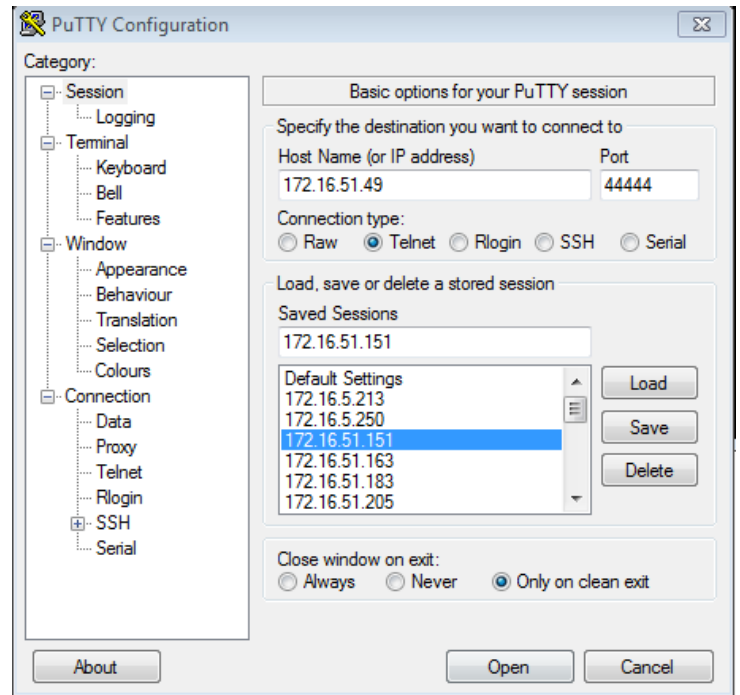 PuTTY Configuration
Category:
Session
Logging
Terminal
Keyboard
Bell
Features
Window
Appearance
Behaviour
Translation
Selection
Colours
Connection
Data
Proxy
Telnet
Rlogin
SSH
Serial
Basic options for your PuTTY session
Specify the destination you want to connect to
Host Name (or IP address) Port
172.16.51.49 44444
Connection type:
Raw Telnet Rlogin SSH Serial
Load, save or delete a stored session
Saved Sessions
172.16.51.151
Default Settings
172.16.5.213
172.16.5.250
172.16.51.151
172.16.51.163
172.16.51.183
172.16.51.205
Load
Save
Delete
Close window on exit:
Always Never Only on clean exit
About Open Cancel